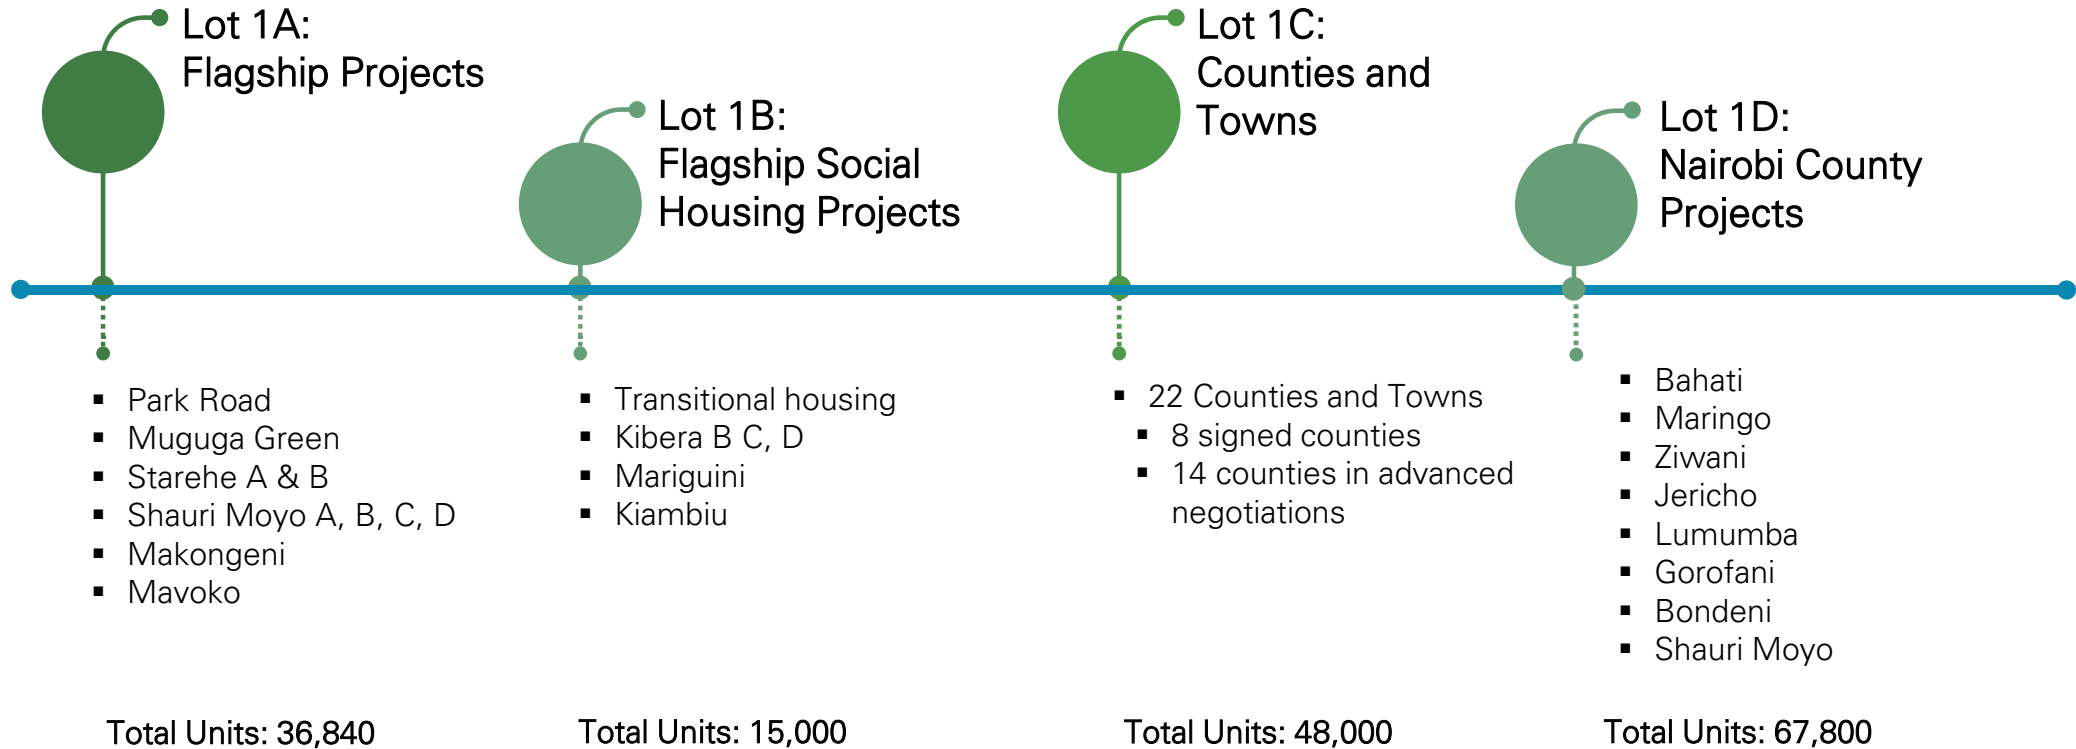 Lot 1A:
Flagship Projects
▪ Park Road
▪ Muguga Green
▪ Starehe A & B
▪ Shauri Moyo A, B, C, D
▪ Makongeni
▪ Mavoko
Total Units: 36,840
Lot 1B:
Flagship Social
Housing Projects
▪ Transitional housing
▪ Kibera B C, D
▪ Mariguini
▪ Kiambiu
Total Units: 15,000
Lot 1C:
Counties and
Towns
▪ 22 Counties and Towns
▪ 8 signed counties
▪ 14 counties in advanced
negotiations
Total Units: 48,000
Lot 1D:
Nairobi County
Projects
▪ Bahati
▪ Maringo
▪ Ziwani
▪ Jericho
▪ Lumumba
▪ Gorofani
▪ Bondeni
▪ Shauri Moyo
Total Units: 67,800